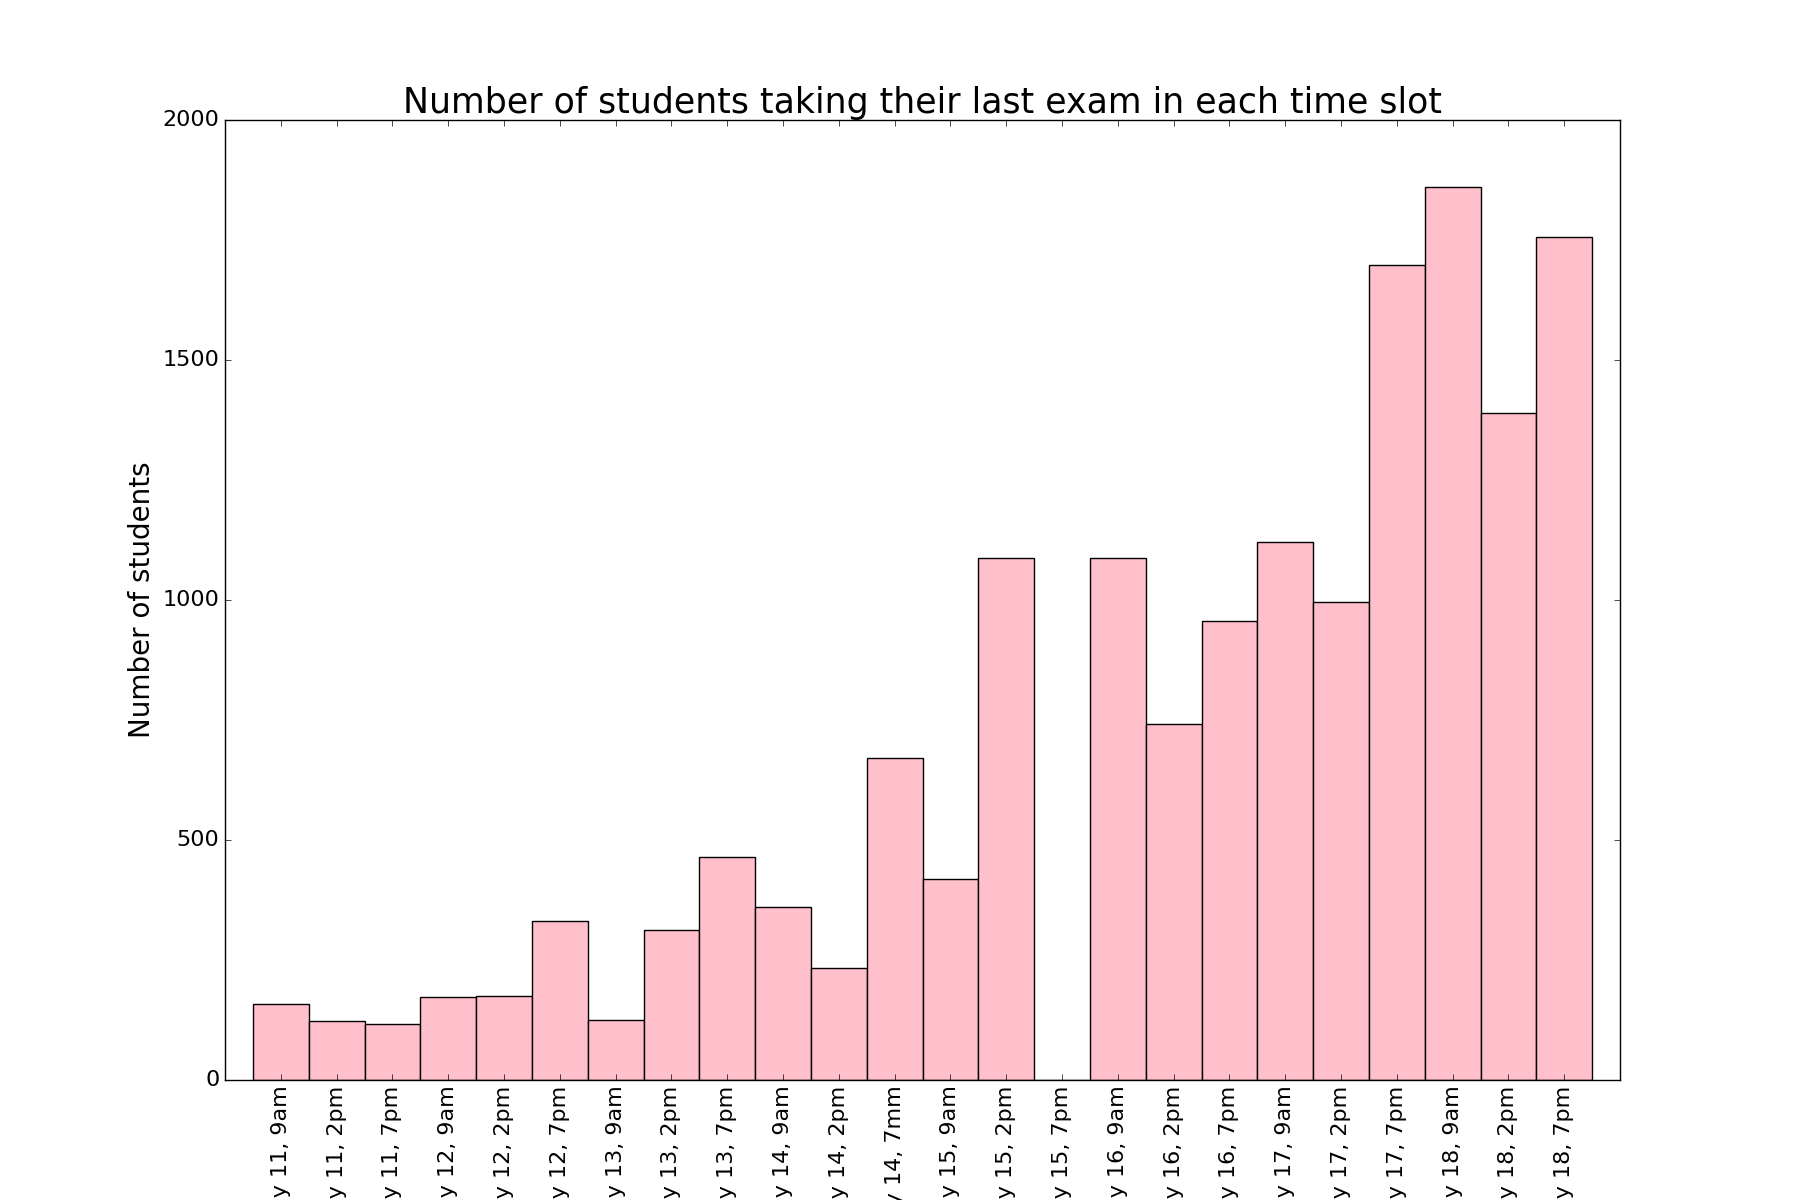 Number of students taking their last exam in each time slot
Number of students
2000
1500
1000
500
0
y 11, 9am
y 11, 2pm
y 11, 7pm
y 12, 9am
y 12, 2pm
y 12, 7pm
y 13, 9am
y 13, 2pm
y 13, 7pm
y 14, 9am
y 14, 2pm
y 14, 7mm
y 15, 9am
y 15, 2pm
y 15, 7pm
y 16, 9am
y 16, 2pm
y 16, 7pm
y 17, 9am
y 17, 2pm
y 17, 7pm
y 18, 9am
y 18, 2pm
y 18, 7pm